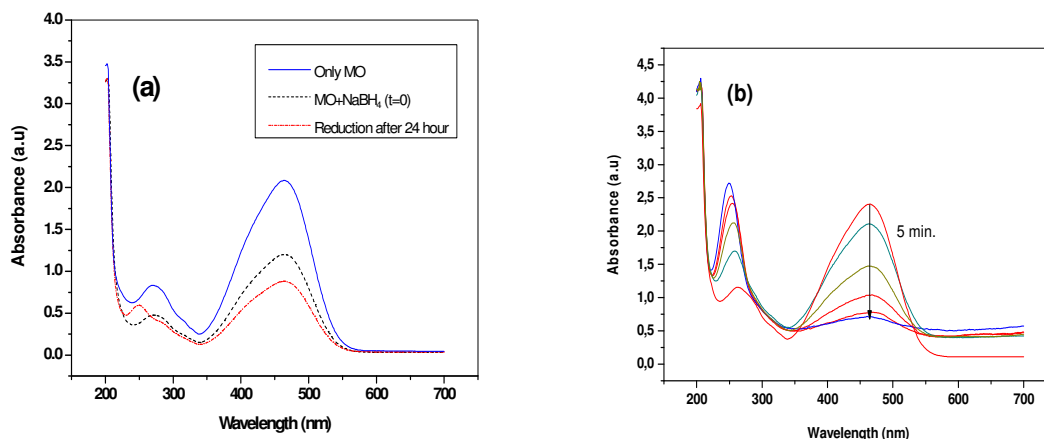 (a)
Only MO
MO+NaBH₄ (t=0)
Reduction after 24 hour
Absorbance (a.u)
4.0
3.5
3.0
2.5
2.0
1.5
1.0
0.5
0.0
200 300 400 500 600 700
Wavelength (nm)
(b)
5 min.
Absorbance (a.u)
4,5
4,0
3,5
3,0
2,5
2,0
1,5
1,0
0,5
0,0
200 300 400 500 600 700
Wavelength (nm)